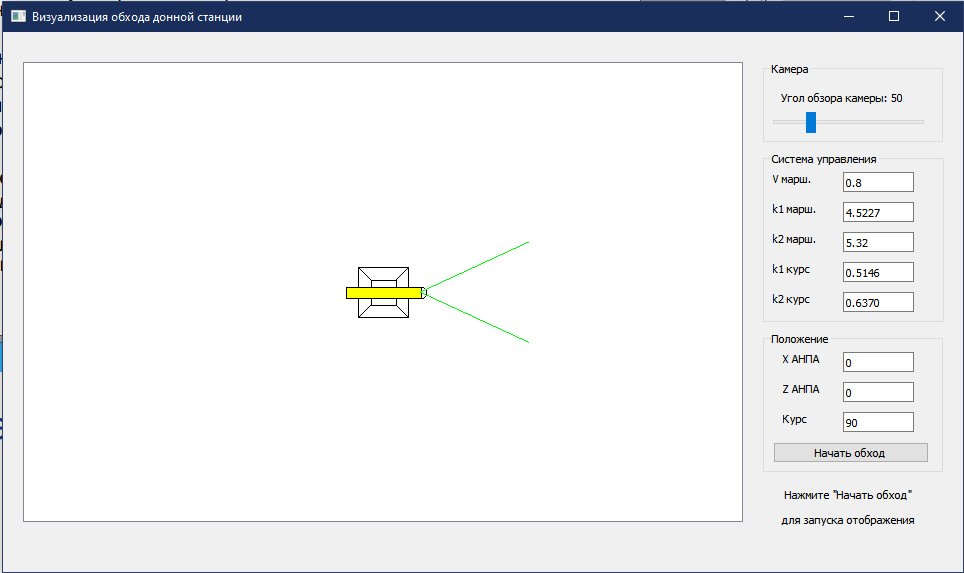 Визуализация обхода донной станции
Камера
Угол обзора камеры: 50
Система управления
V марш.
0.8
k1 марш.
4.5227
k2 марш.
5.32
k1 курс
0.5146
k2 курс
0.6370
Положение
X АНПА
0
Z АНПА
0
Курс
90
Начать обход
Нажмите "Начать обход"
для запуска отображения